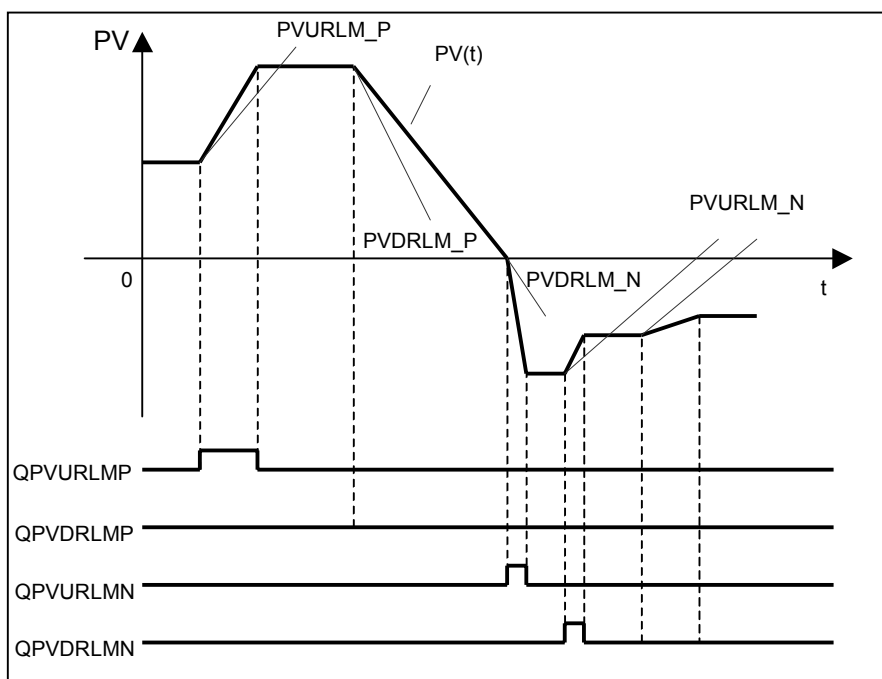 PVURLM_P
PV
PV(t)
PVURLM_N
PVDRLM_P
PVDRLM_N
0
t
QPVURLMP
QPVDRLMP
QPVURLMN
QPVDRLMN